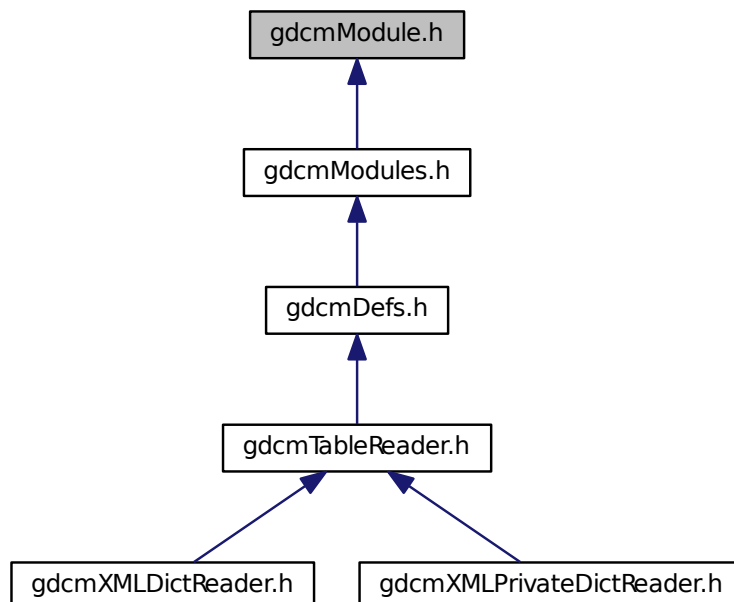 gdcmModule.h
gdcmModules.h
gdcmDefs.h
gdcmTableReader.h
gdcmXMLDictReader.h
gdcmXMLPrivateDictReader.h